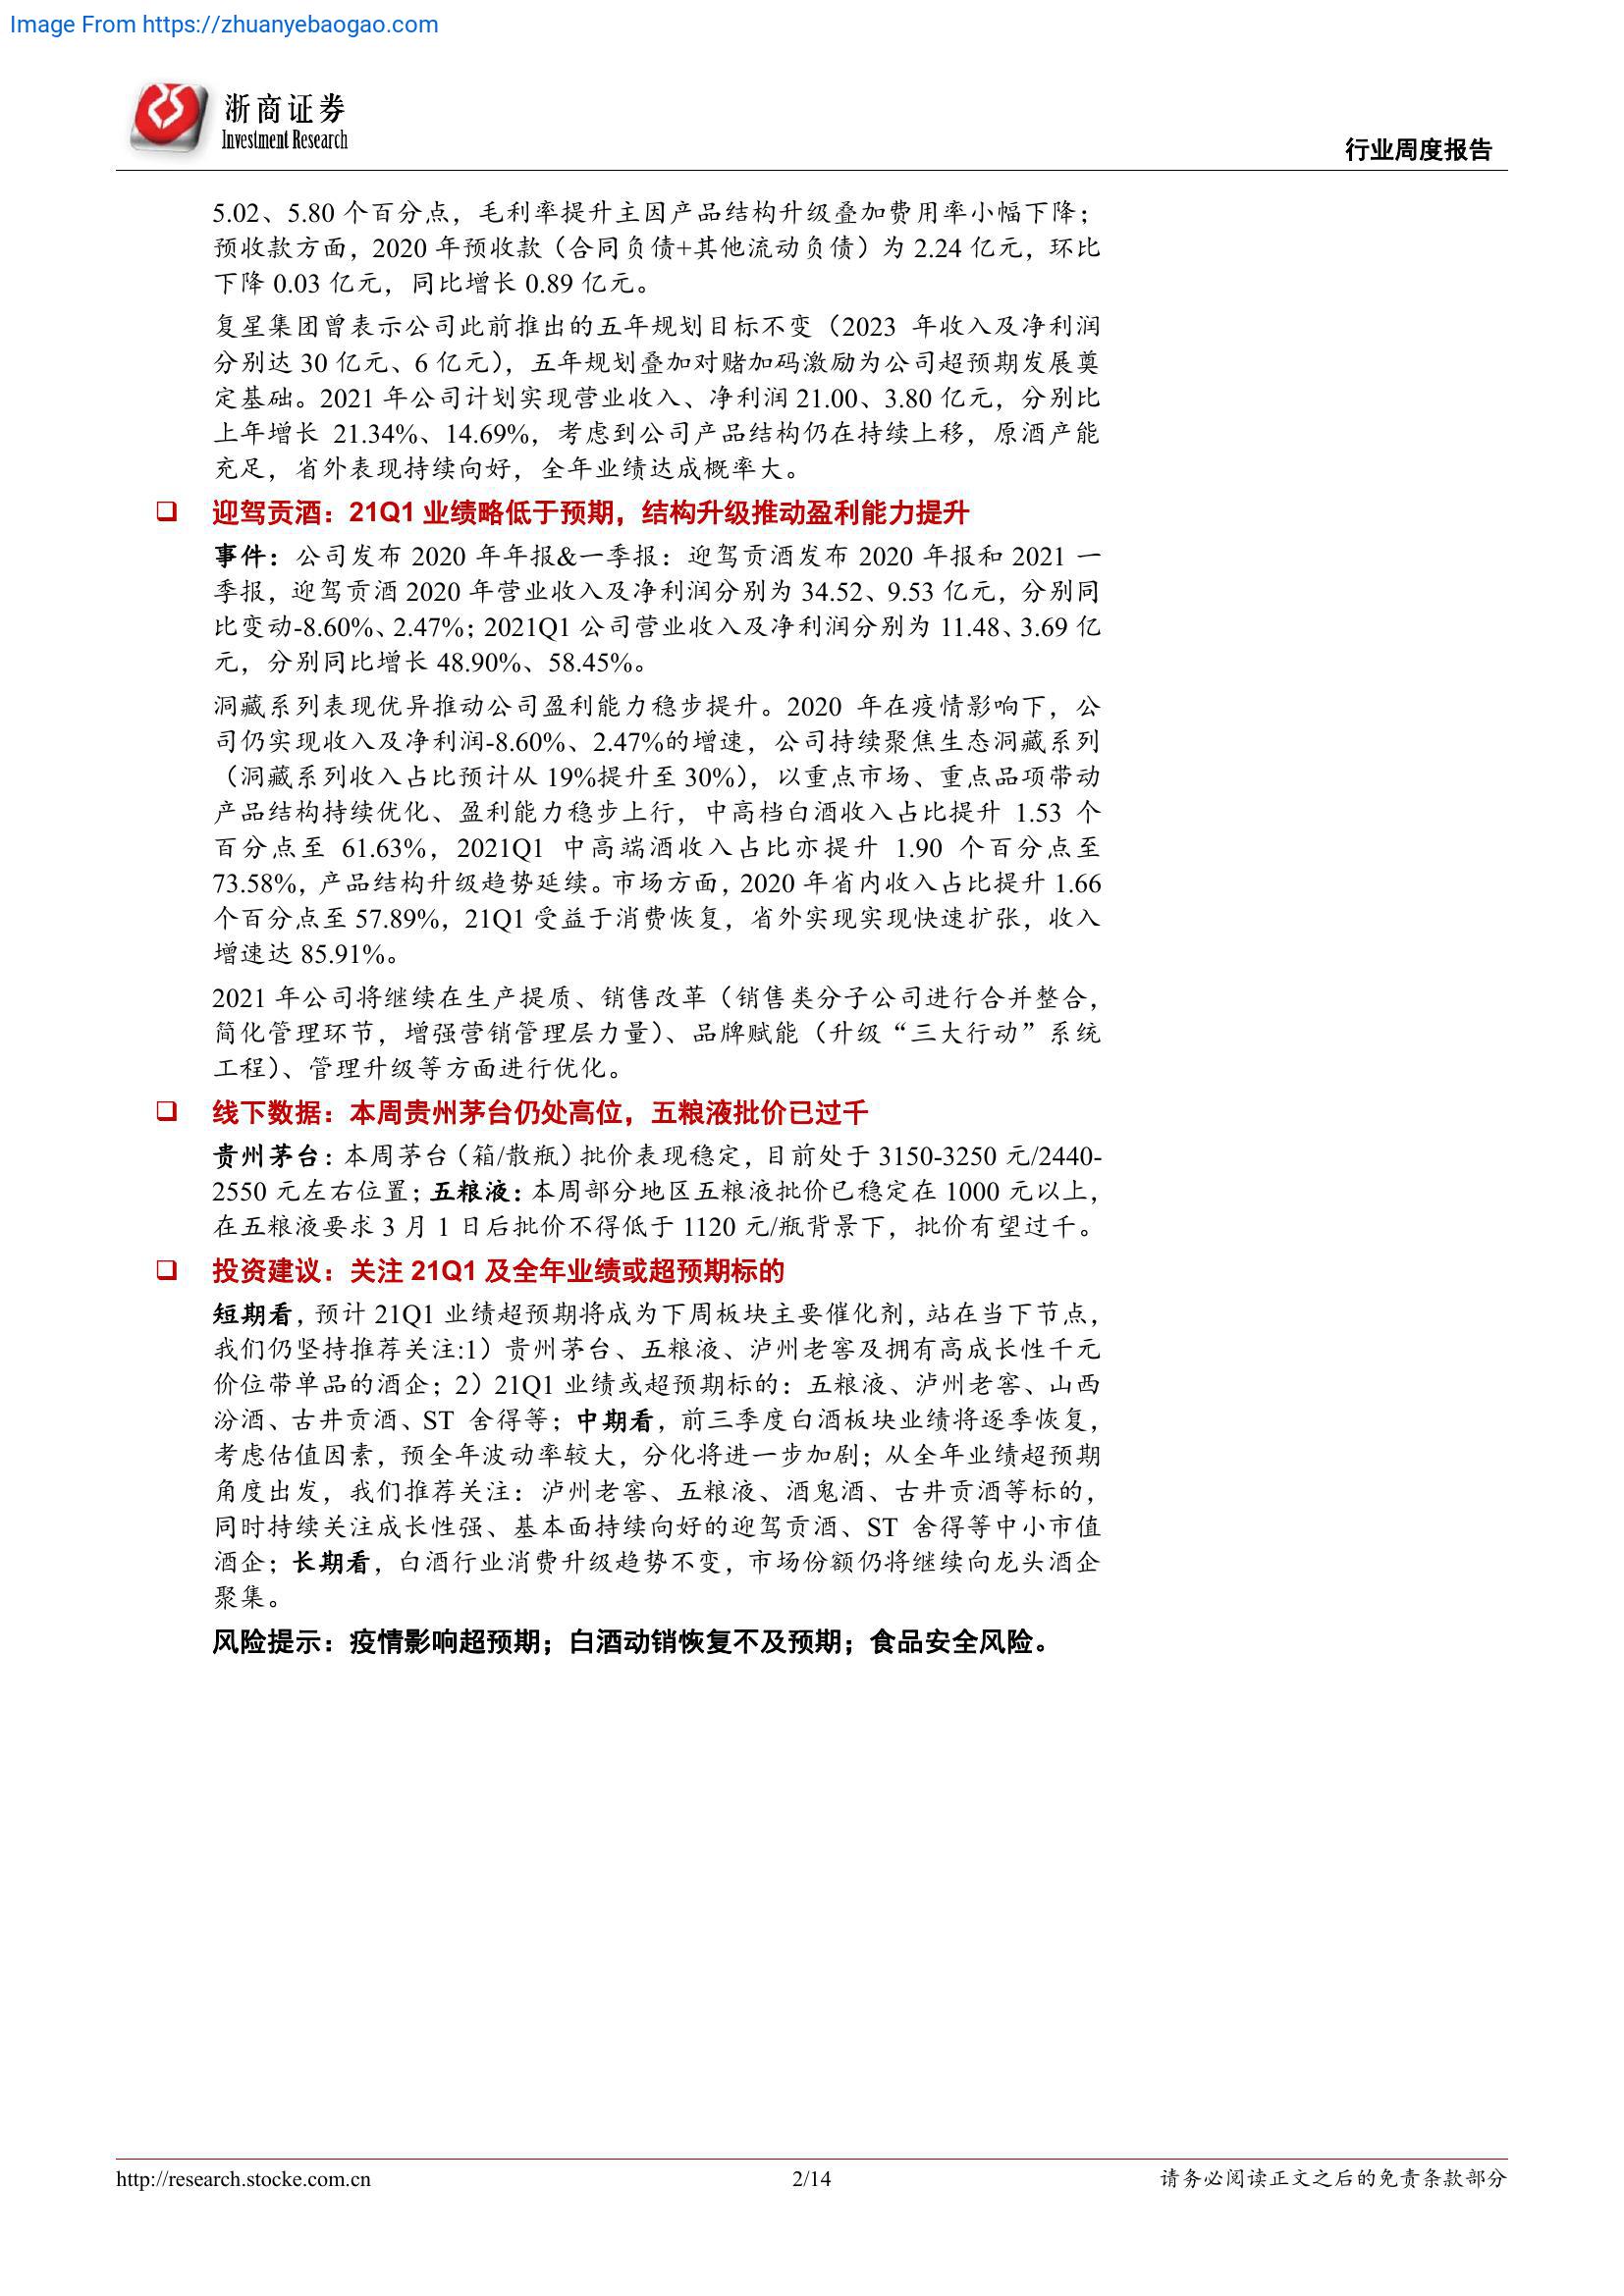 Image From https://zhuanyebaogao.com
浙商证券
Investment Research
行业周度报告
5.02、5.80 个百分点，毛利率提升主因产品结构升级叠加费用率小幅下降；
预收款方面，2020 年预收款（合同负债+其他流动负债）为 2.24 亿元，环比
下降 0.03 亿元，同比增长 0.89 亿元。
复星集团曾表示公司此前推出的五年规划目标不变（2023 年收入及净利润
分别达 30 亿元、6 亿元），五年规划叠加对赌加码激励为公司超预期发展奠
定基础。2021 年公司计划实现营业收入、净利润 21.00、3.80 亿元，分别比
上年增长 21.34%、14.69%，考虑到公司产品结构仍在持续上移，原酒产能
充足，省外表现持续向好，全年业绩达成概率大。
❑ 迎驾贡酒：21Q1 业绩略低于预期，结构升级推动盈利能力提升
事件：公司发布 2020 年年报&一季报：迎驾贡酒发布 2020 年报和 2021 一
季报，迎驾贡酒 2020 年营业收入及净利润分别为 34.52、9.53 亿元，分别同
比变动-8.60%、2.47%；2021Q1 公司营业收入及净利润分别为 11.48、3.69 亿
元，分别同比增长 48.90%、58.45%。
洞藏系列表现优异推动公司盈利能力稳步提升。2020 年在疫情影响下，公
司仍实现收入及净利润-8.60%、2.47%的增速，公司持续聚焦生态洞藏系列
（洞藏系列收入占比预计从 19%提升至 30%），以重点市场、重点品项带动
产品结构持续优化、盈利能力稳步上行，中高档白酒收入占比提升 1.53 个
百分点至 61.63%，2021Q1 中高端酒收入占比亦提升 1.90 个百分点至
73.58%，产品结构升级趋势延续。市场方面，2020 年省内收入占比提升 1.66
个百分点至 57.89%，21Q1 受益于消费恢复，省外实现实现快速扩张，收入
增速达 85.91%。
2021 年公司将继续在生产提质、销售改革（销售类分子公司进行合并整合，
简化管理环节，增强营销管理层力量）、品牌赋能（升级“三大行动”系统
工程）、管理升级等方面进行优化。
❑ 线下数据：本周贵州茅台仍处高位，五粮液批价已过千
贵州茅台：本周茅台（箱/散瓶）批价表现稳定，目前处于 3150-3250 元/2440-
2550 元左右位置；五粮液：本周部分地区五粮液批价已稳定在 1000 元以上，
在五粮液要求 3 月 1 日后批价不得低于 1120 元/瓶背景下，批价有望过千。
❑ 投资建议：关注 21Q1 及全年业绩或超预期标的
短期看，预计 21Q1 业绩超预期将成为下周板块主要催化剂，站在当下节点，
我们仍坚持推荐关注:1）贵州茅台、五粮液、泸州老窖及拥有高成长性千元
价位带单品的酒企；2）21Q1 业绩或超预期标的：五粮液、泸州老窖、山西
汾酒、古井贡酒、ST 舍得等；中期看，前三季度白酒板块业绩将逐季恢复，
考虑估值因素，预全年波动率较大，分化将进一步加剧；从全年业绩超预期
角度出发，我们推荐关注：泸州老窖、五粮液、酒鬼酒、古井贡酒等标的，
同时持续关注成长性强、基本面持续向好的迎驾贡酒、ST 舍得等中小市值
酒企；长期看，白酒行业消费升级趋势不变，市场份额仍将继续向龙头酒企
聚集。
风险提示：疫情影响超预期；白酒动销恢复不及预期；食品安全风险。
http://research.stocke.com.cn
2/14
请务必阅读正文之后的免责条款部分